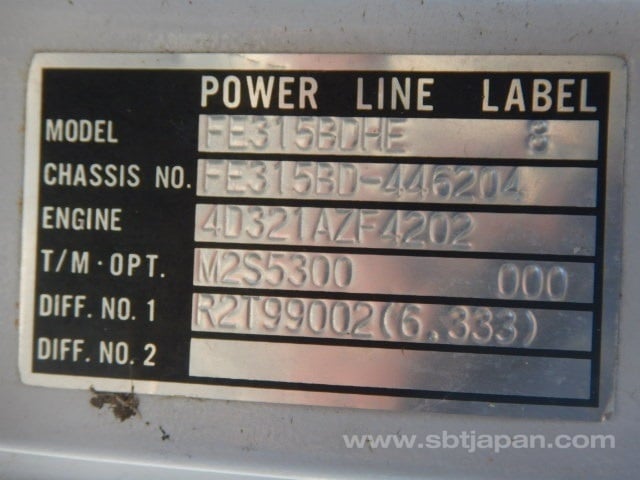 POWER LINE LABEL
MODEL FE315BDHE 8
CHASSIS NO. FE315BD-446204
ENGINE 4D321AZF4202
T/M·OPT. M2S5300 000
DIFF. NO. 1 R2T99002(6.333)
DIFF. NO. 2
www.sbtjapan.com